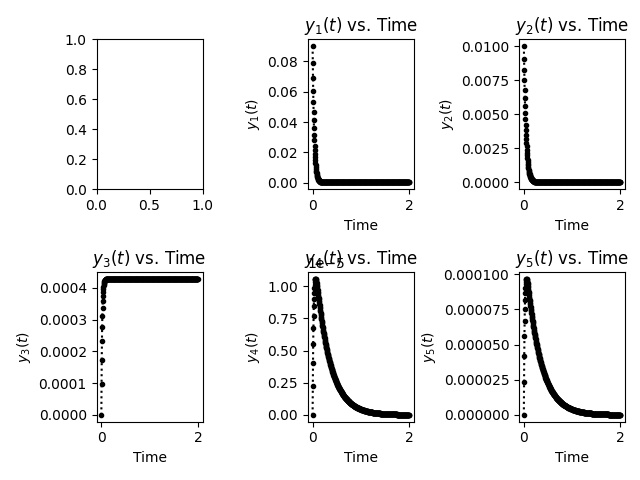 y₁(t) vs. Time
y₂(t) vs. Time
1.0
0.8
0.6
0.4
0.2
0.0
0.0 0.5 1.0
y₁(t)
0.08
0.06
0.04
0.02
0.00
0 2
Time
y₂(t)
0.0100
0.0075
0.0050
0.0025
0.0000
0 2
Time
y₃(t) vs. Time
y₃(t)
0.0004
0.0003
0.0002
0.0001
0.0000
0 2
Time
y₄(t) vs. Time
1e−5
y₄(t)
1.00
0.75
0.50
0.25
0.00
0 2
Time
y₅(t) vs. Time
y₅(t)
0.000100
0.000075
0.000050
0.000025
0.000000
0 2
Time